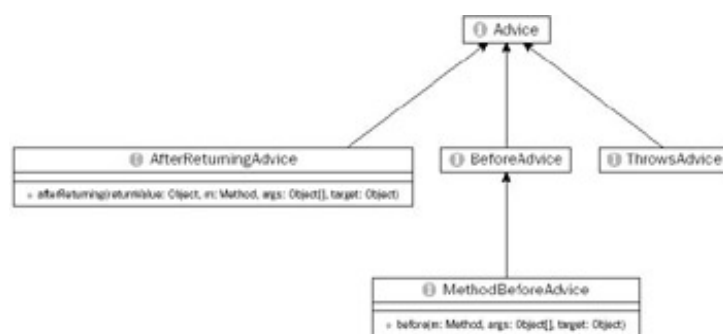 Advice
AfterReturningAdvice
afterReturning(returnValue: Object, m: Method, args: Object[], target: Object)
BeforeAdvice
ThrowsAdvice
MethodBeforeAdvice
before(m: Method, args: Object[], target: Object)